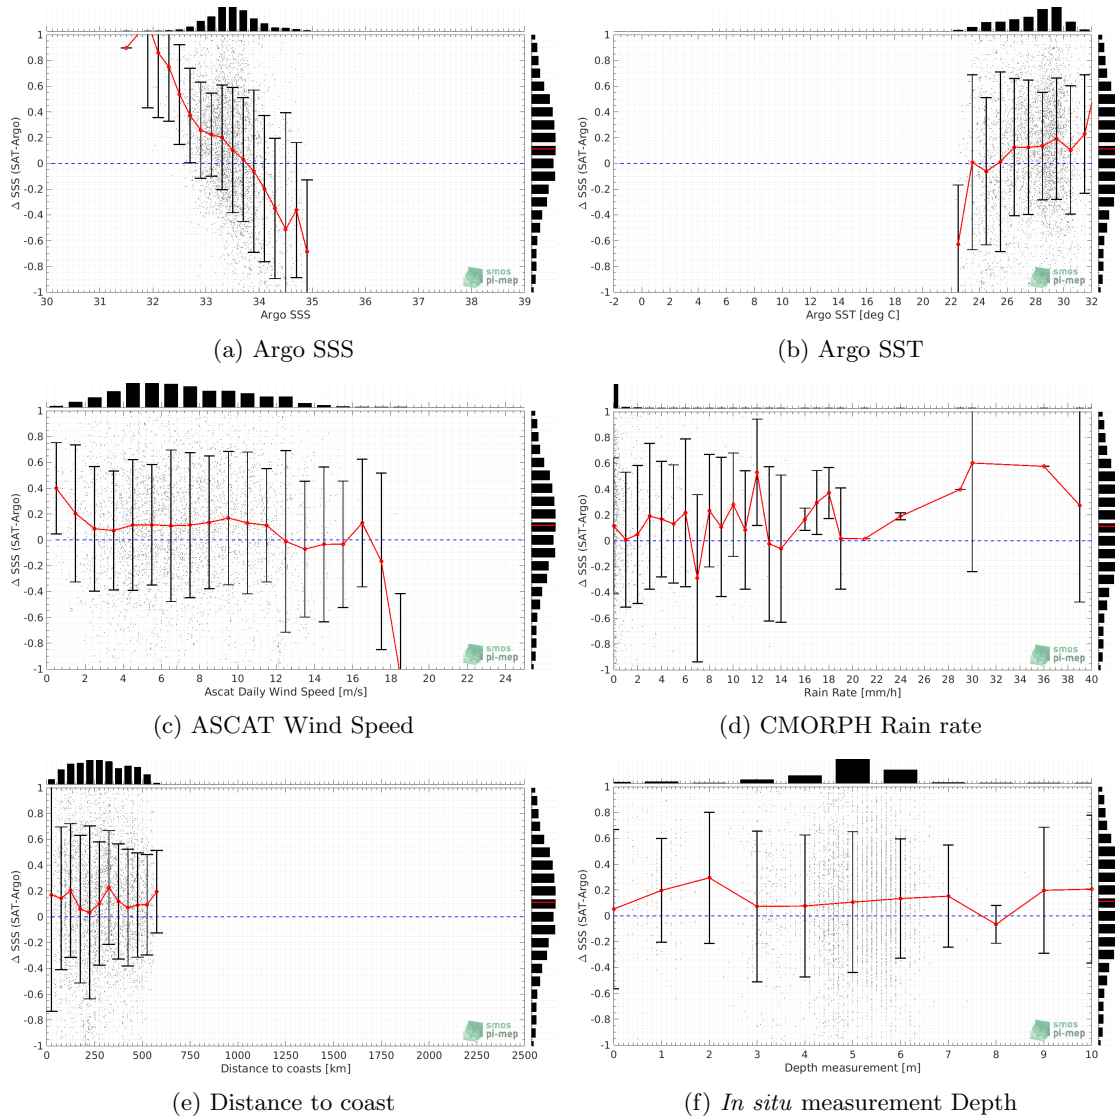 1
0.8
0.6
0.4
0.2
0
-0.2
-0.4
-0.6
-0.8
-1
Δ SSS (SAT-Argo)
30 31 32 33 34 35 36 37 38 39
Argo SSS
smos
pi-mep
(a) Argo SSS
1
0.8
0.6
0.4
0.2
0
-0.2
-0.4
-0.6
-0.8
-1
Δ SSS (SAT-Argo)
-2 0 2 4 6 8 10 12 14 16 18 20 22 24 26 28 30 32
Argo SST [deg C]
smos
pi-mep
(b) Argo SST
1
0.8
0.6
0.4
0.2
0
-0.2
-0.4
-0.6
-0.8
-1
Δ SSS (SAT-Argo)
0 2 4 6 8 10 12 14 16 18 20 22 24
Ascat Daily Wind Speed [m/s]
smos
pi-mep
(c) ASCAT Wind Speed
1
0.8
0.6
0.4
0.2
0
-0.2
-0.4
-0.6
-0.8
-1
Δ SSS (SAT-Argo)
0 2 4 6 8 10 12 14 16 18 20 22 24 26 28 30 32 34 36 38 40
Rain Rate [mm/h]
smos
pi-mep
(d) CMORPH Rain rate
1
0.8
0.6
0.4
0.2
0
-0.2
-0.4
-0.6
-0.8
-1
Δ SSS (SAT-Argo)
0 250 500 750 1000 1250 1500 1750 2000 2250 2500
Distance to coasts [km]
smos
pi-mep
(e) Distance to coast
1
0.8
0.6
0.4
0.2
0
-0.2
-0.4
-0.6
-0.8
-1
Δ SSS (SAT-Argo)
0 1 2 3 4 5 6 7 8 9 10
Depth measurement [m]
smos
pi-mep
(f) In situ measurement Depth